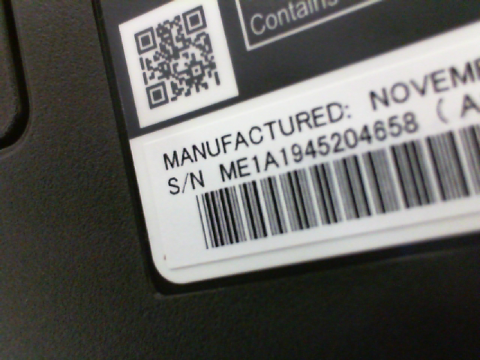 Contains
MANUFACTURED: NOVEMB
S/N ME1A1945204658 ( A